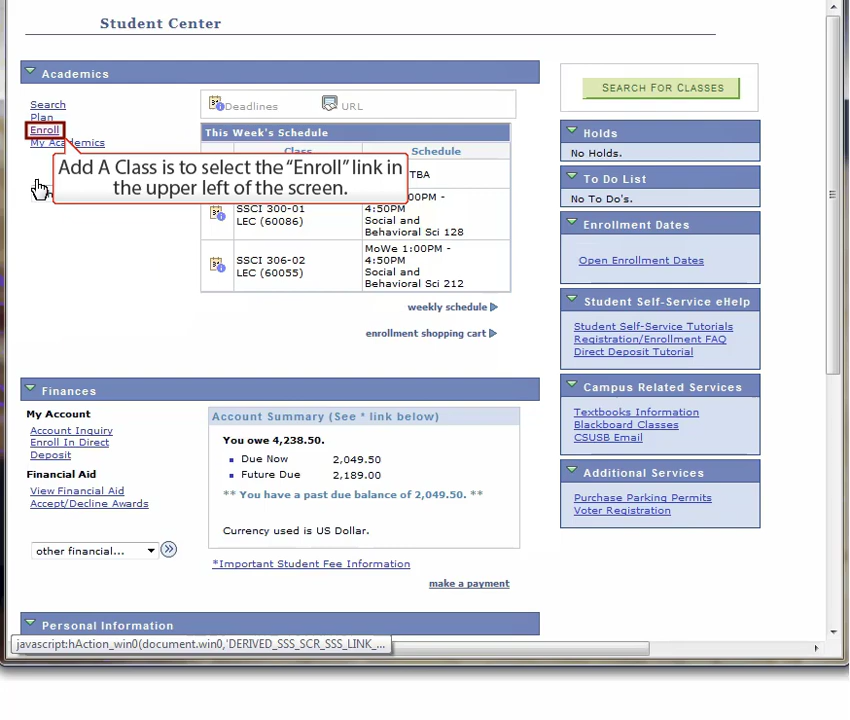 Student Center
Academics
Search
Plan
Enroll
My Academics
Add A Class is to select the “Enroll” link in
the upper left of the screen.
Deadlines
URL
This Week's Schedule
Class
Schedule
TBA
SSCI 300-01
LEC (60086)
4:50PM
Social and
Behavioral Sci 128
SSCI 306-02
LEC (60055)
MoWe 1:00PM -
4:50PM
Social and
Behavioral Sci 212
weekly schedule
enrollment shopping cart
Finances
My Account
Account Inquiry
Enroll In Direct
Deposit
Financial Aid
View Financial Aid
Accept/Decline Awards
other financial...
Account Summary (See * link below)
You owe 4,238.50.
Due Now 2,049.50
Future Due 2,189.00
** You have a past due balance of 2,049.50. **
Currency used is US Dollar.
*Important Student Fee Information
make a payment
Personal Information
javascript:hAction_win0(document.win0,'DERIVED_SSS_SCR_SSS_LINK_...
SEARCH FOR CLASSES
Holds
No Holds.
To Do List
No To Do's.
Enrollment Dates
Open Enrollment Dates
Student Self-Service eHelp
Student Self-Service Tutorials
Registration/Enrollment FAQ
Direct Deposit Tutorial
Campus Related Services
Textbooks Information
Blackboard Classes
CSUSB Email
Additional Services
Purchase Parking Permits
Voter Registration